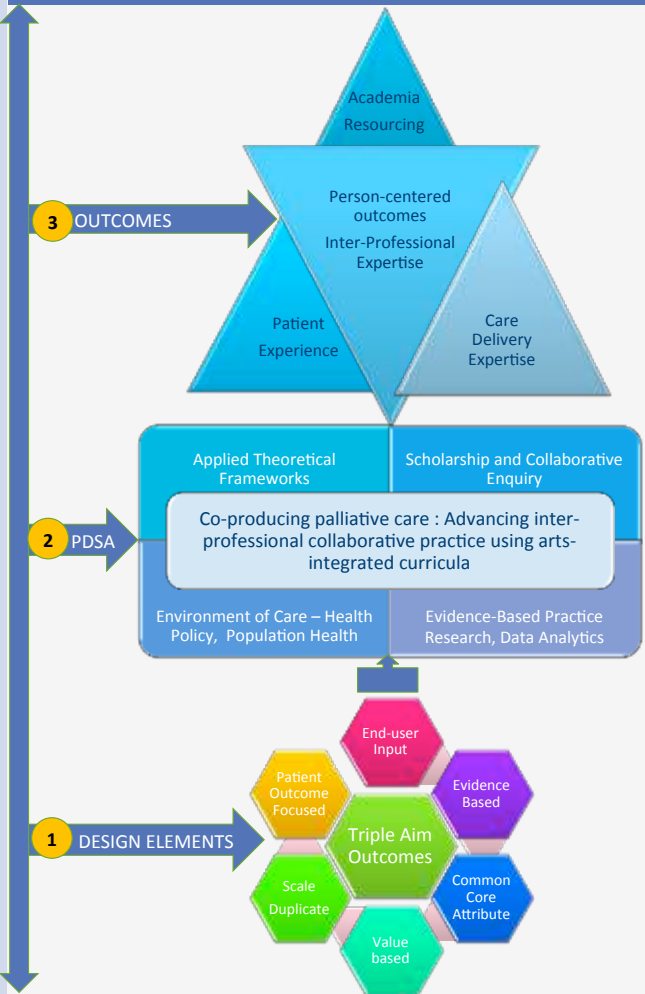 Academia
Resourcing
Person-centered
outcomes
Inter-Professional
Expertise
3 OUTCOMES
Patient
Experience
Care
Delivery
Expertise
Applied Theoretical
Frameworks
Scholarship and Collaborative
Enquiry
2 PDSA
Co-producing palliative care : Advancing inter-
professional collaborative practice using arts-
integrated curricula
Environment of Care – Health
Policy, Population Health
Evidence-Based Practice
Research, Data Analytics
End-user
Input
Patient
Outcome
Focused
Evidence
Based
1 DESIGN ELEMENTS
Triple Aim
Outcomes
Scale
Duplicate
Common
Core
Attribute
Value
based